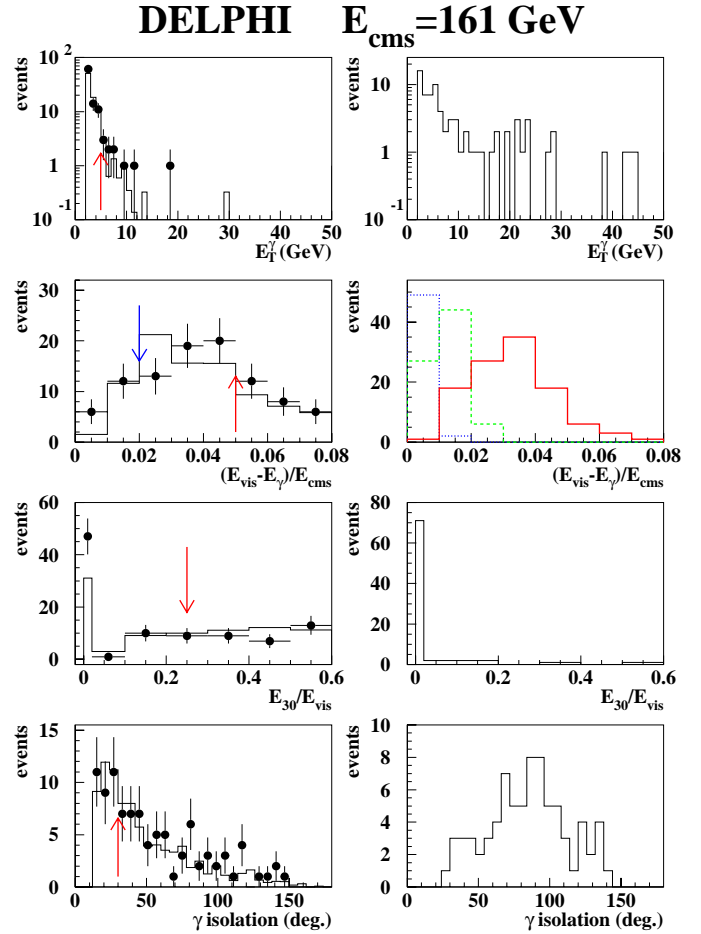 DELPHI E_cms=161 GeV
events
10^2
10
1
10^-1
0 10 20 30 40 50
E_T^γ (GeV)
events
10
1
10^-1
0 10 20 30 40 50
E_T^γ (GeV)
events
30
20
10
0
0.02 0.04 0.06 0.08
(E_vis-E_γ)/E_cms
events
40
20
0
0.02 0.04 0.06 0.08
(E_vis-E_γ)/E_cms
events
60
40
20
0
0 0.2 0.4 0.6
E_30/E_vis
events
80
60
40
20
0
0 0.2 0.4 0.6
E_30/E_vis
events
15
10
5
0
0 50 100 150
γ isolation (deg.)
events
10
8
6
4
2
0
0 50 100 150
γ isolation (deg.)